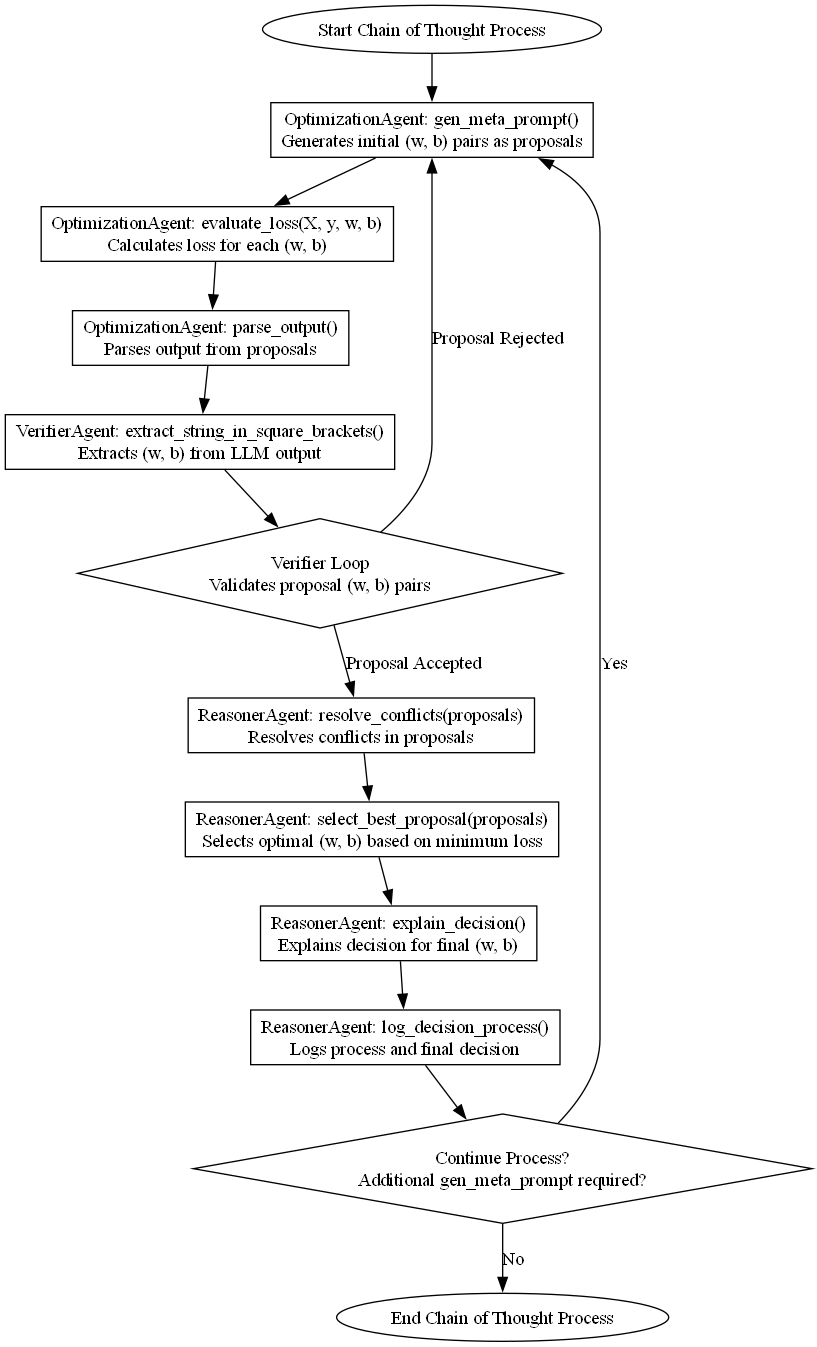 Start Chain of Thought Process
OptimizationAgent: gen_meta_prompt()
Generates initial (w, b) pairs as proposals
OptimizationAgent: evaluate_loss(X, y, w, b)
Calculates loss for each (w, b)
OptimizationAgent: parse_output()
Parses output from proposals
Proposal Rejected
VerifierAgent: extract_string_in_square_brackets()
Extracts (w, b) from LLM output
Verifier Loop
Validates proposal (w, b) pairs
Proposal Accepted
Yes
ReasonerAgent: resolve_conflicts(proposals)
Resolves conflicts in proposals
ReasonerAgent: select_best_proposal(proposals)
Selects optimal (w, b) based on minimum loss
ReasonerAgent: explain_decision()
Explains decision for final (w, b)
ReasonerAgent: log_decision_process()
Logs process and final decision
Continue Process?
Additional gen_meta_prompt required?
No
End Chain of Thought Process